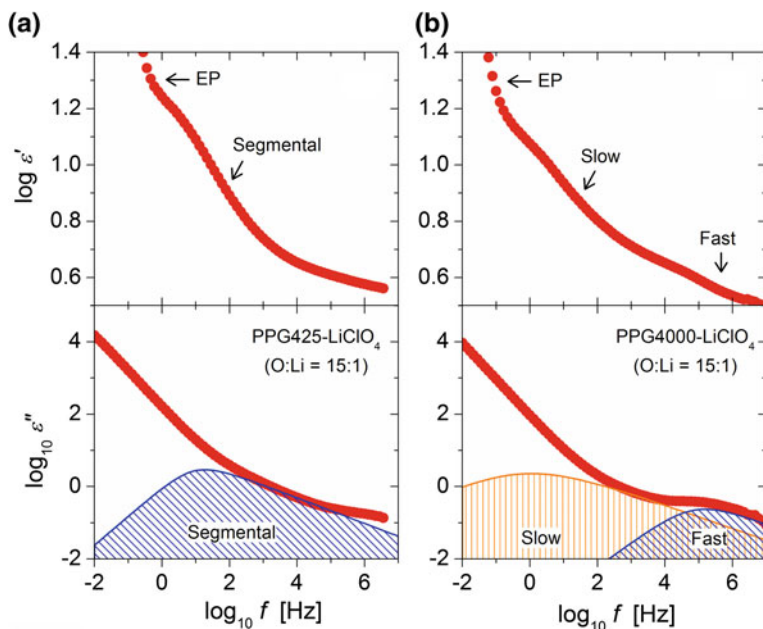 (a)
(b)
1.4
1.2
1.0
0.8
0.6
log ε'
EP
Segmental
EP
Slow
Fast
4
2
0
-2
log₁₀ ε''
PPG425-LiClO₄
(O:Li = 15:1)
Segmental
PPG4000-LiClO₄
(O:Li = 15:1)
Slow
Fast
-2 0 2 4 6
-2 0 2 4 6
log₁₀ f [Hz]
log₁₀ f [Hz]